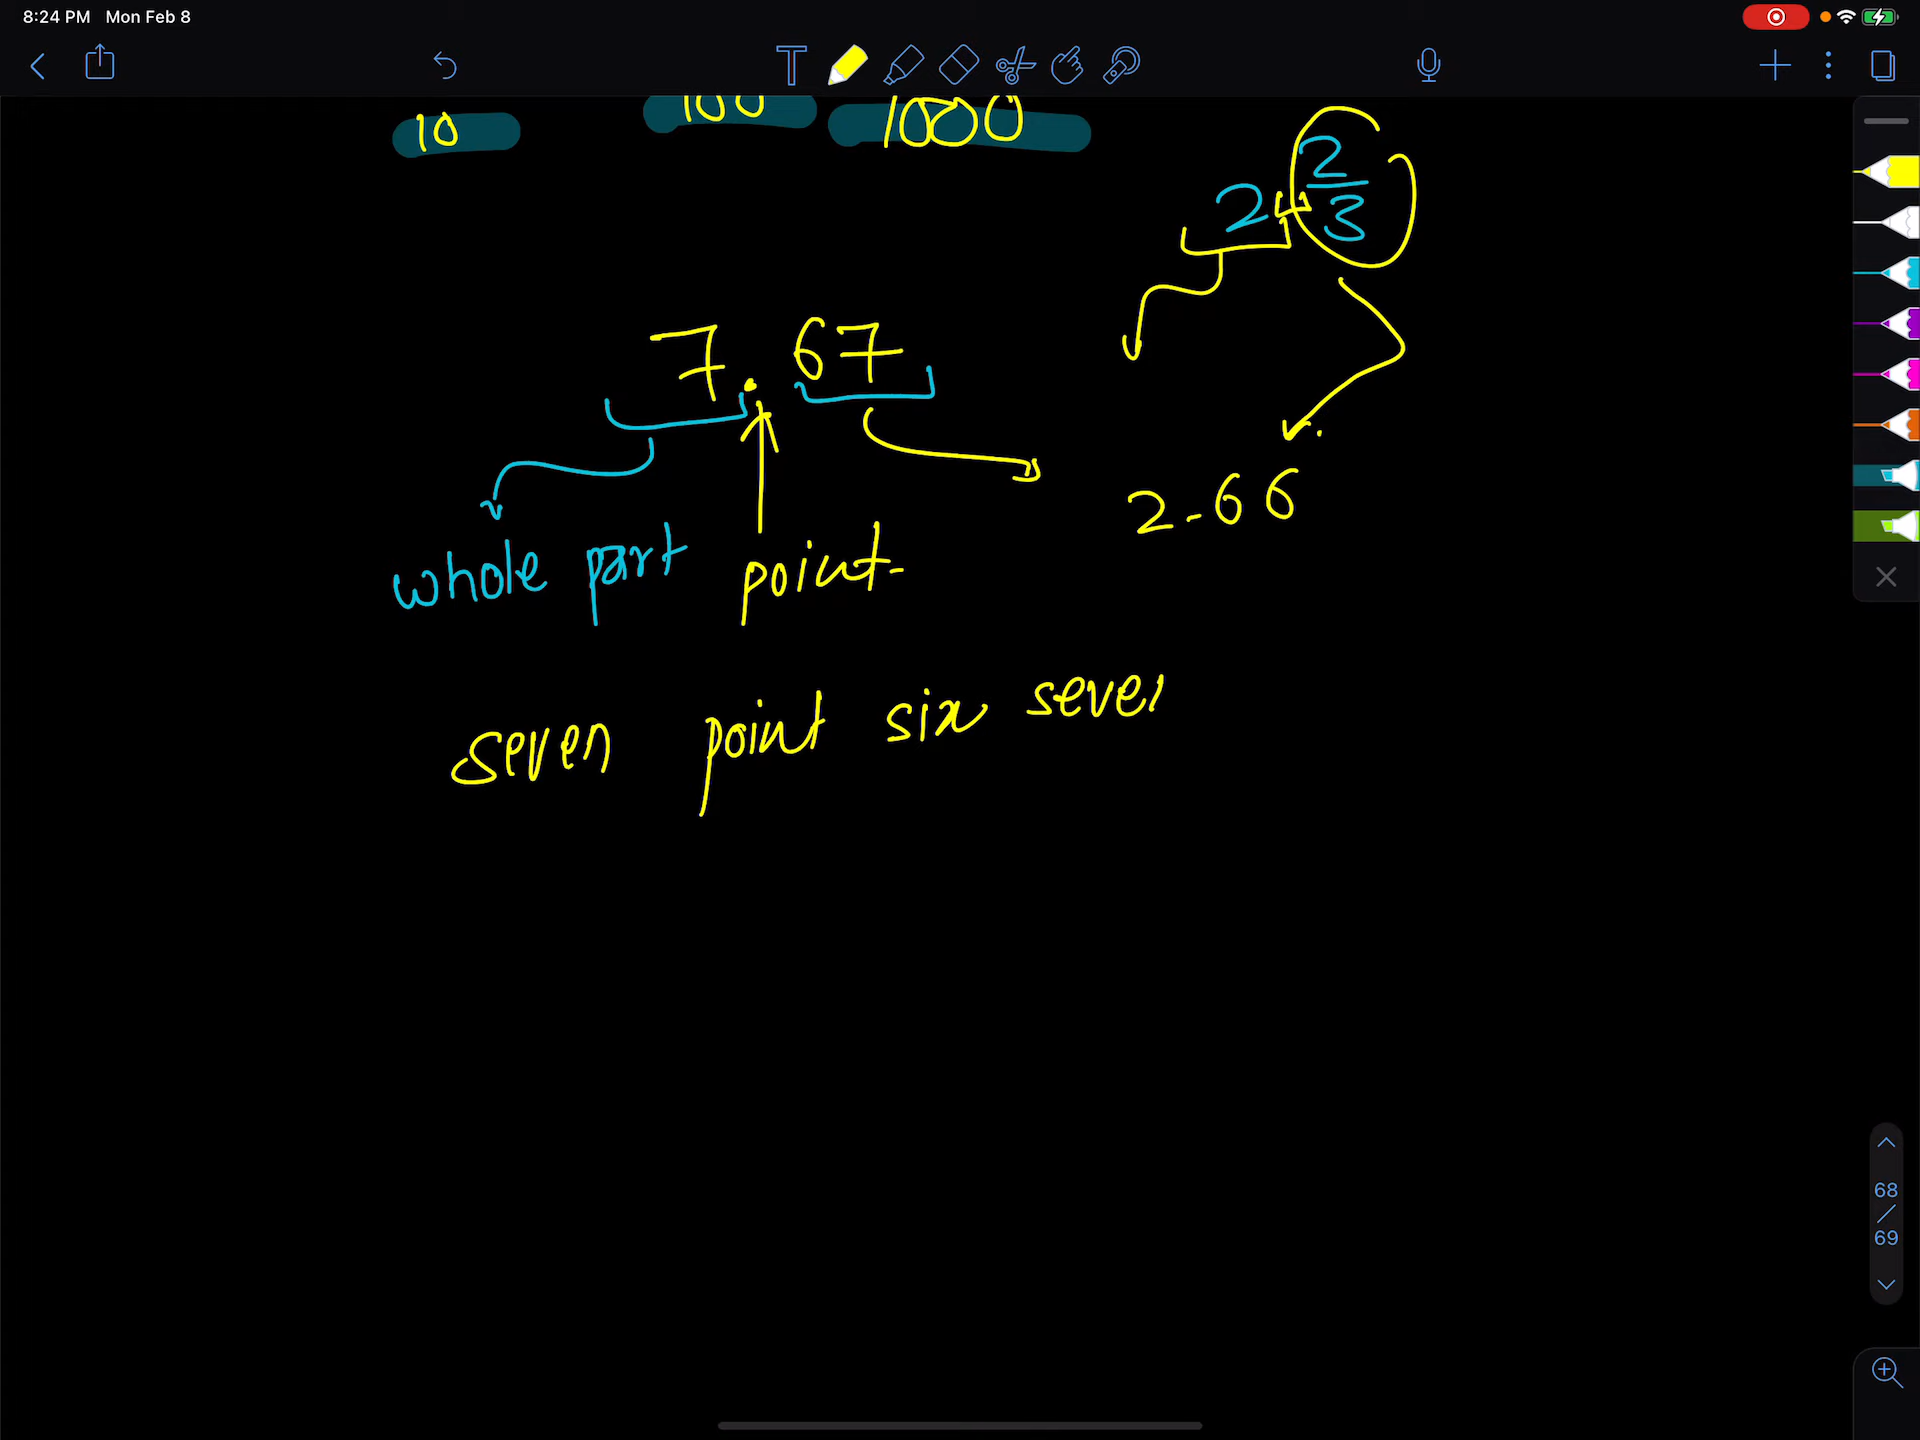 8:24 PM Mon Feb 8
10 100 1000
2 2/3
7.67
2.66
whole part point
seven point six seve
68
/
69